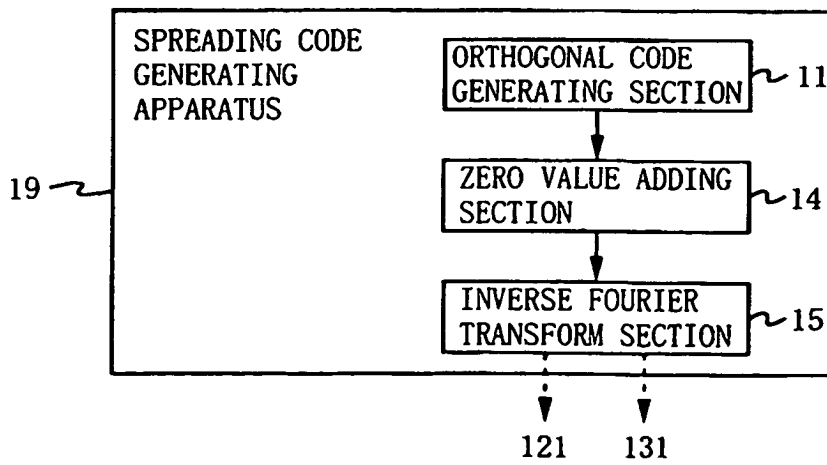 SPREADING CODE
GENERATING
APPARATUS
ORTHOGONAL CODE
GENERATING SECTION
11
19
ZERO VALUE ADDING
SECTION
14
INVERSE FOURIER
TRANSFORM SECTION
15
121
131